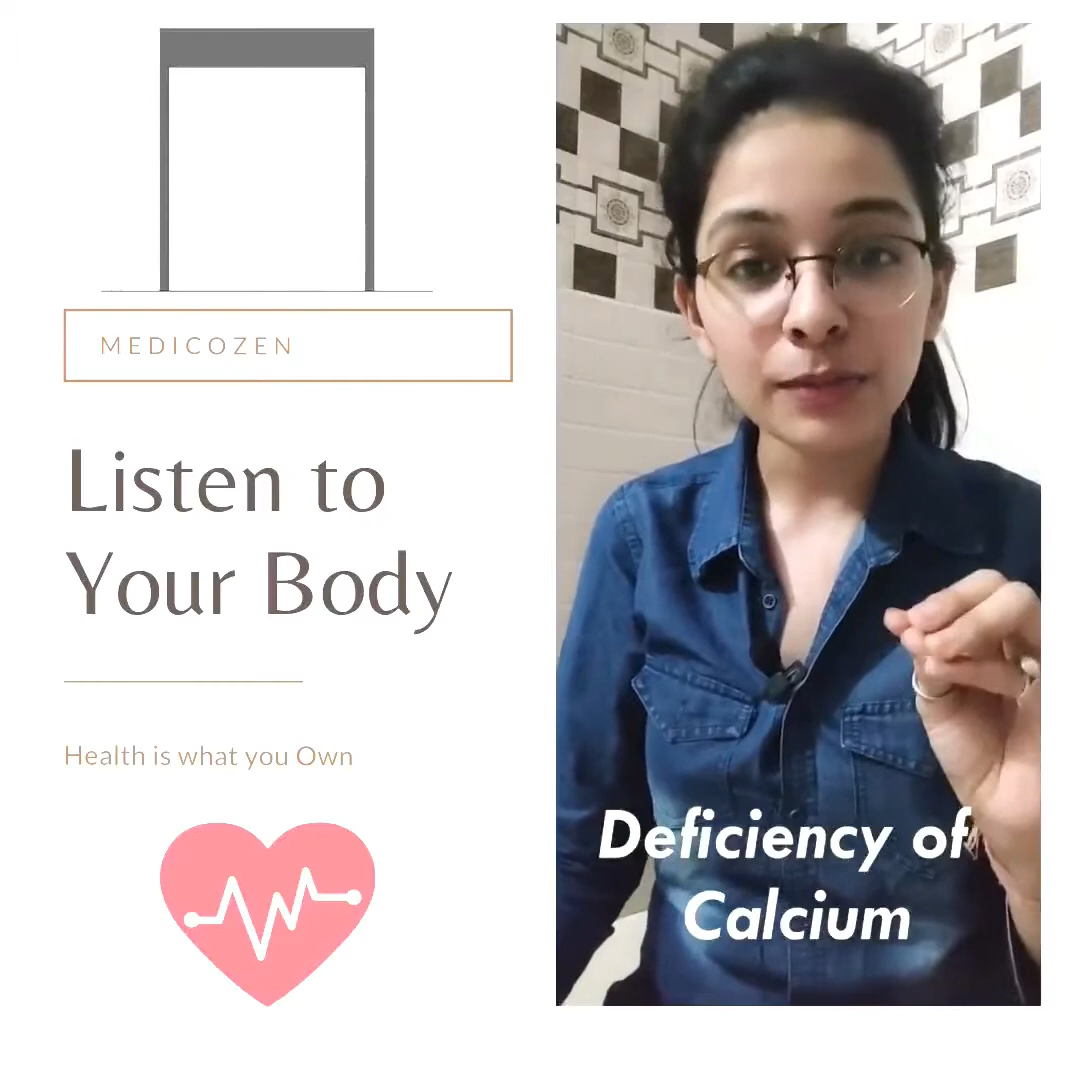 MEDICOZEN
Listen to
Your Body
Health is what you Own
Deficiency of
Calcium